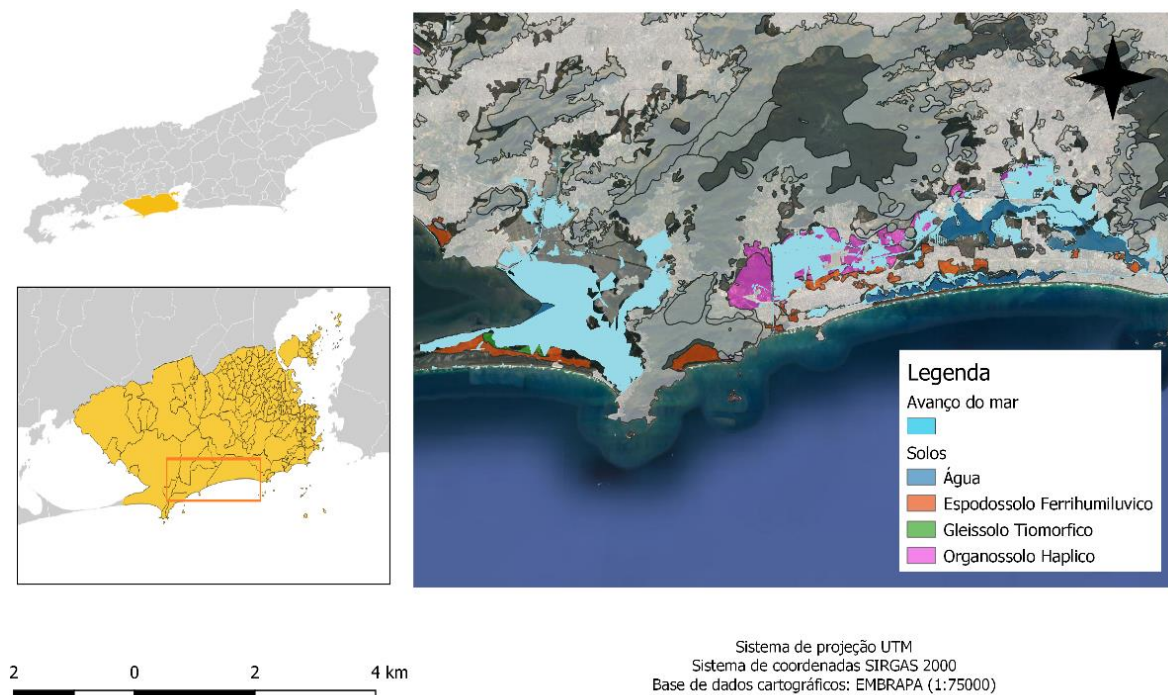 Legenda
Avanço do mar
Solos
Água
Espodossolo Ferrihumiluvico
Gleissolo Tiomorfico
Organossolo Haplico
2 0 2 4 km
Sistema de projeção UTM
Sistema de coordenadas SIRGAS 2000
Base de dados cartográficos: EMBRAPA (1:75000)